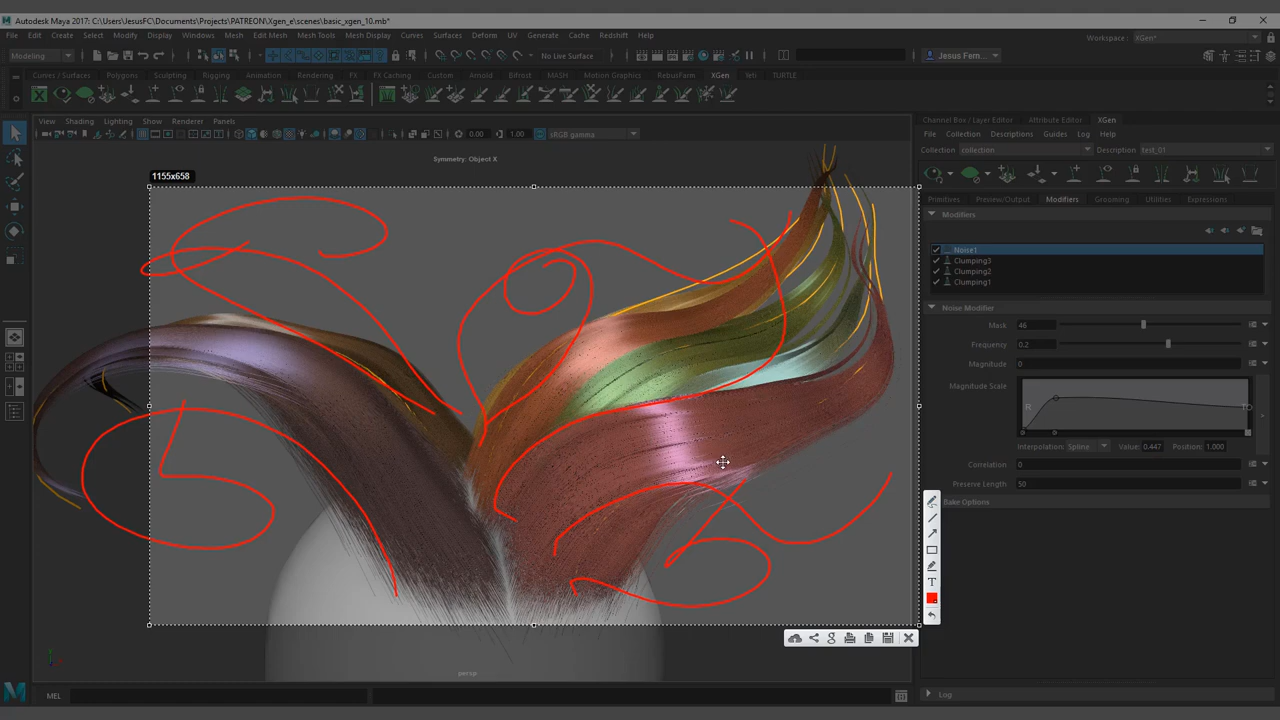 Autodesk Maya 2017: C:\Users\JesusFC\Documents\Projects\PATREON\Xgen_e\scenes\basic_xgen_10.mb*
File Edit Create Select Modify Display Windows Mesh Edit Mesh Mesh Tools Mesh Display Curves Surfaces Deform UV Generate Cache Redshift Help
Workspace : XGen*
Modeling
No Live Surface
Jesus Fern...
Curves / Surfaces Polygons Sculpting Rigging Animation Rendering FX FX Caching Custom Arnold Bifrost MASH Motion Graphics RebusFarm XGen Yeti TURTLE
View Shading Lighting Show Renderer Panels
Channel Box / Layer Editor Attribute Editor XGen
0.00 1.00 sRGB gamma
File Collection Descriptions Guides Log Help
Collection collection Description test_01
Symmetry: Object X
1155x658
Primitives Preview/Output Modifiers Grooming Utilities Expressions
Modifiers
Noise1
Clumping3
Clumping2
Clumping1
Noise Modifier
Mask 46
Frequency 0.2
Magnitude 0
Magnitude Scale
R
Interpolation: Spline Value: 0.447 Position: 1.000
Correlation 0
Preserve Length 50
Bake Options
T
g
persp
MEL
Log